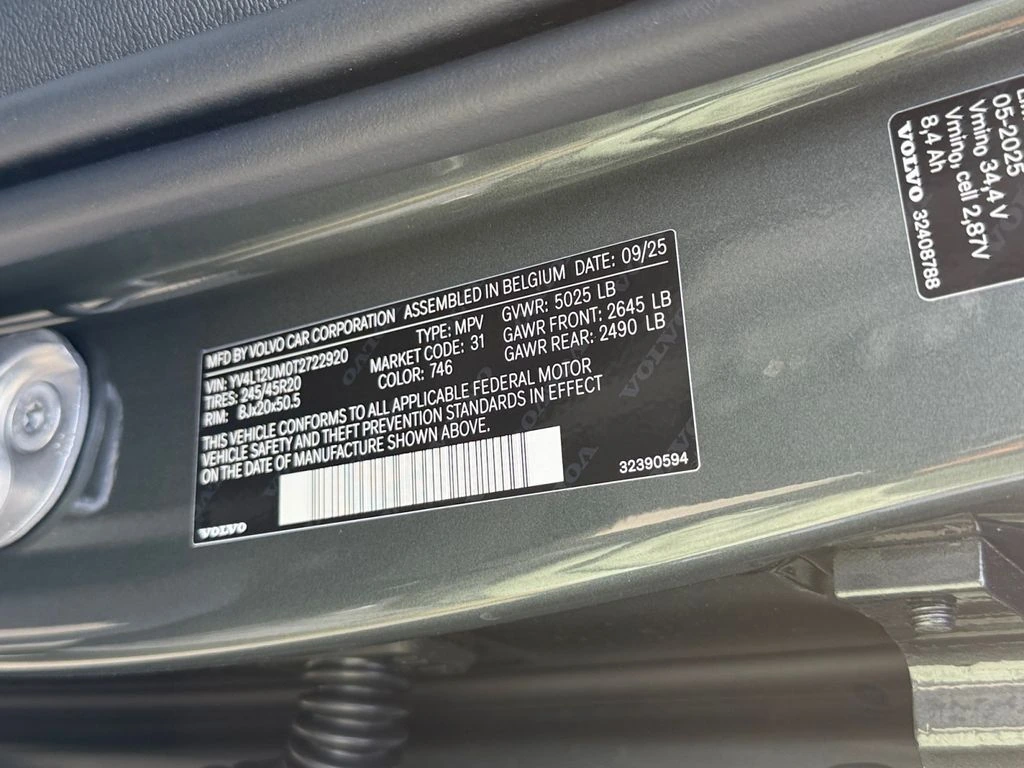 MFD BY VOLVO CAR CORPORATION ASSEMBLED IN BELGIUM DATE: 09/25
VIN: YV4L12UM0T2722920 TYPE: MPV GVWR: 5025 LB
TIRES: 245/45R20 MARKET CODE: 31 GAWR FRONT: 2645 LB
RIM: 8Jx20x50.5 COLOR: 746 GAWR REAR: 2490 LB
THIS VEHICLE CONFORMS TO ALL APPLICABLE FEDERAL MOTOR
VEHICLE SAFETY AND THEFT PREVENTION STANDARDS IN EFFECT
ON THE DATE OF MANUFACTURE SHOWN ABOVE.
VOLVO
32390594
05-2025
Vmino 34,4 V
Vmino, cell 2,87V
8,4 Ah
VOLVO 32408788